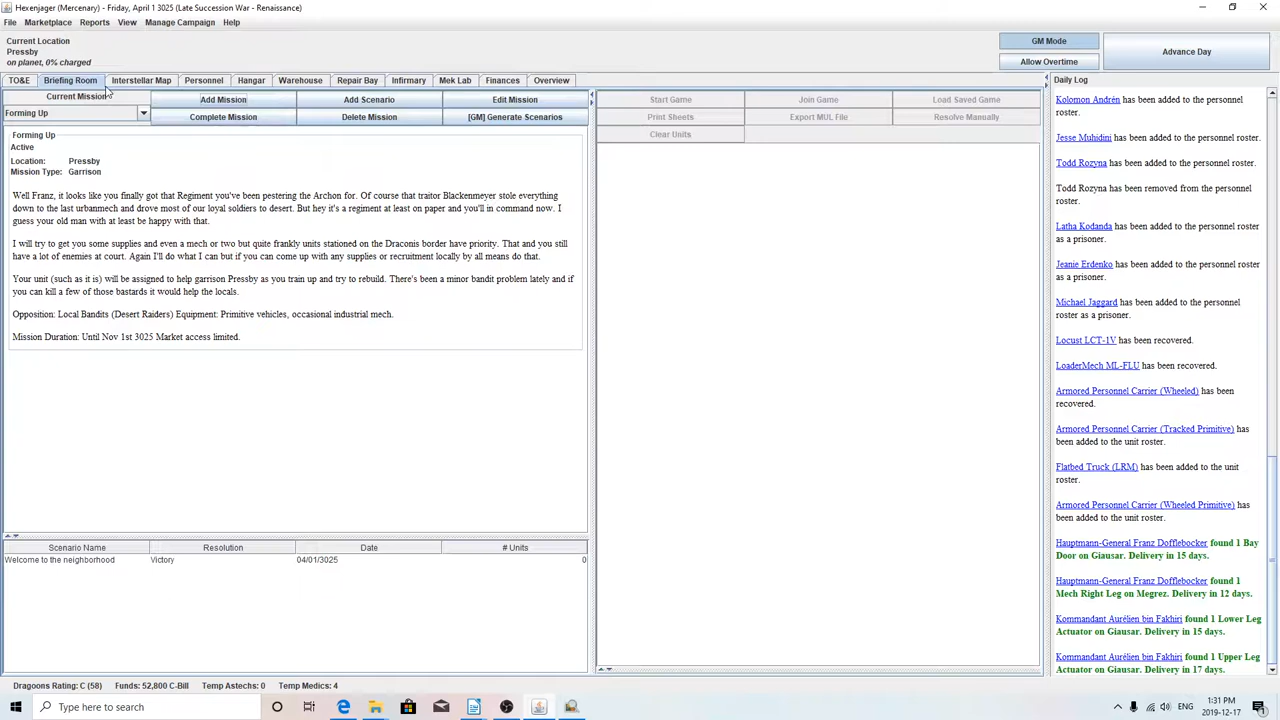 Hexenjager (Mercenary) - Friday, April 1 3025 (Late Succession War - Renaissance)
File Marketplace Reports View Manage Campaign Help
Current Location
Pressby
on planet, 0% charged
GM Mode
Allow Overtime
Advance Day
TO&E Briefing Room Interstellar Map Personnel Hangar Warehouse Repair Bay Infirmary Mek Lab Finances Overview
Current Mission
Forming Up
Add Mission Add Scenario Edit Mission
Complete Mission Delete Mission [GM] Generate Scenarios
Forming Up
Active
Location: Pressby
Mission Type: Garrison
Well Franz, it looks like you finally got that Regiment you've been pestering the Archon for. Of course that traitor Blackenmeyer stole everything
down to the last urbanmech and drove most of our loyal soldiers to desert. But hey it's a regiment at least on paper and you'll in command now. I
guess your old man with at least be happy with that.
I will try to get you some supplies and even a mech or two but quite frankly units stationed on the Draconis border have priority. That and you still
have a lot of enemies at court. Again I'll do what I can but if you can come up with any supplies or recruitment locally by all means do that.
Your unit (such as it is) will be assigned to help garrison Pressby as you train up and try to rebuild. There's been a minor bandit problem lately and if
you can kill a few of those bastards it would help the locals.
Opposition: Local Bandits (Desert Raiders) Equipment: Primitive vehicles, occasional industrial mech.
Mission Duration: Until Nov 1st 3025 Market access limited.
Scenario Name Resolution Date # Units
Welcome to the neighborhood Victory 04/01/3025 0
Start Game Join Game Load Saved Game
Print Sheets Export MUL File Resolve Manually
Clear Units
Daily Log
Kolomon Andrén has been added to the personnel
roster.
Jesse Muhidini has been added to the personnel
roster.
Todd Rozyna has been added to the personnel roster.
Todd Rozyna has been removed from the personnel
roster.
Latha Kodanda has been added to the personnel roster
as a prisoner.
Jeanie Erdenko has been added to the personnel roster
as a prisoner.
Michael Jaggard has been added to the personnel
roster as a prisoner.
Locust LCT-1V has been recovered.
LoaderMech ML-FLU has been recovered.
Armored Personnel Carrier (Wheeled) has been
recovered.
Armored Personnel Carrier (Tracked Primitive) has
been added to the unit roster.
Flatbed Truck (LRM) has been added to the unit
roster.
Armored Personnel Carrier (Wheeled Primitive) has
been added to the unit roster.
Hauptmann-General Franz Dofflebocker found 1 Bay
Door on Giausar. Delivery in 15 days.
Hauptmann-General Franz Dofflebocker found 1
Mech Right Leg on Megrez. Delivery in 12 days.
Kommandant Aurélien bin Fakhiri found 1 Lower Leg
Actuator on Giausar. Delivery in 15 days.
Kommandant Aurélien bin Fakhiri found 1 Upper Leg
Actuator on Giausar. Delivery in 17 days.
Dragoons Rating: C (58) Funds: 52,800 C-Bill Temp Astechs: 0 Temp Medics: 4
Type here to search
ENG
1:31 PM
2019-12-17